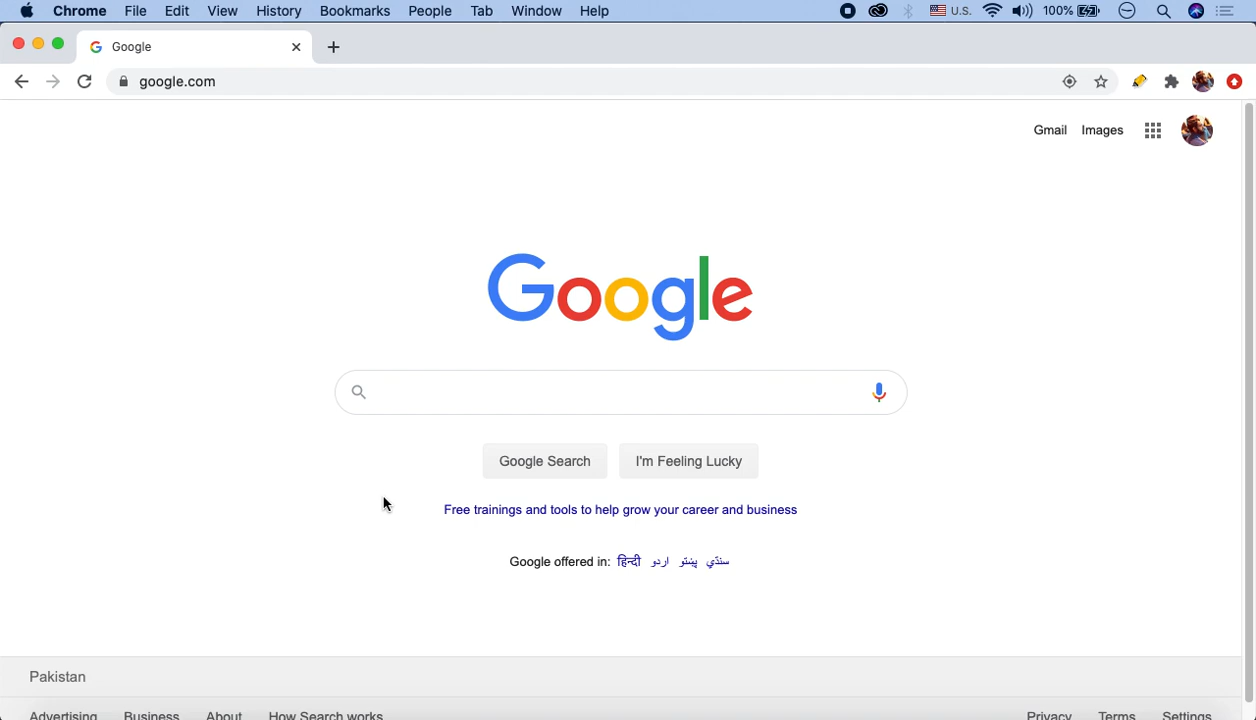 Chrome File Edit View History Bookmarks People Tab Window Help U.S. 100%
Google
google.com
Gmail Images
Google
Google Search I'm Feeling Lucky
Free trainings and tools to help grow your career and business
Google offered in: हिन्दी اردو پښتو سنڌي
Pakistan
Advertising Business About How Search works Privacy Terms Settings